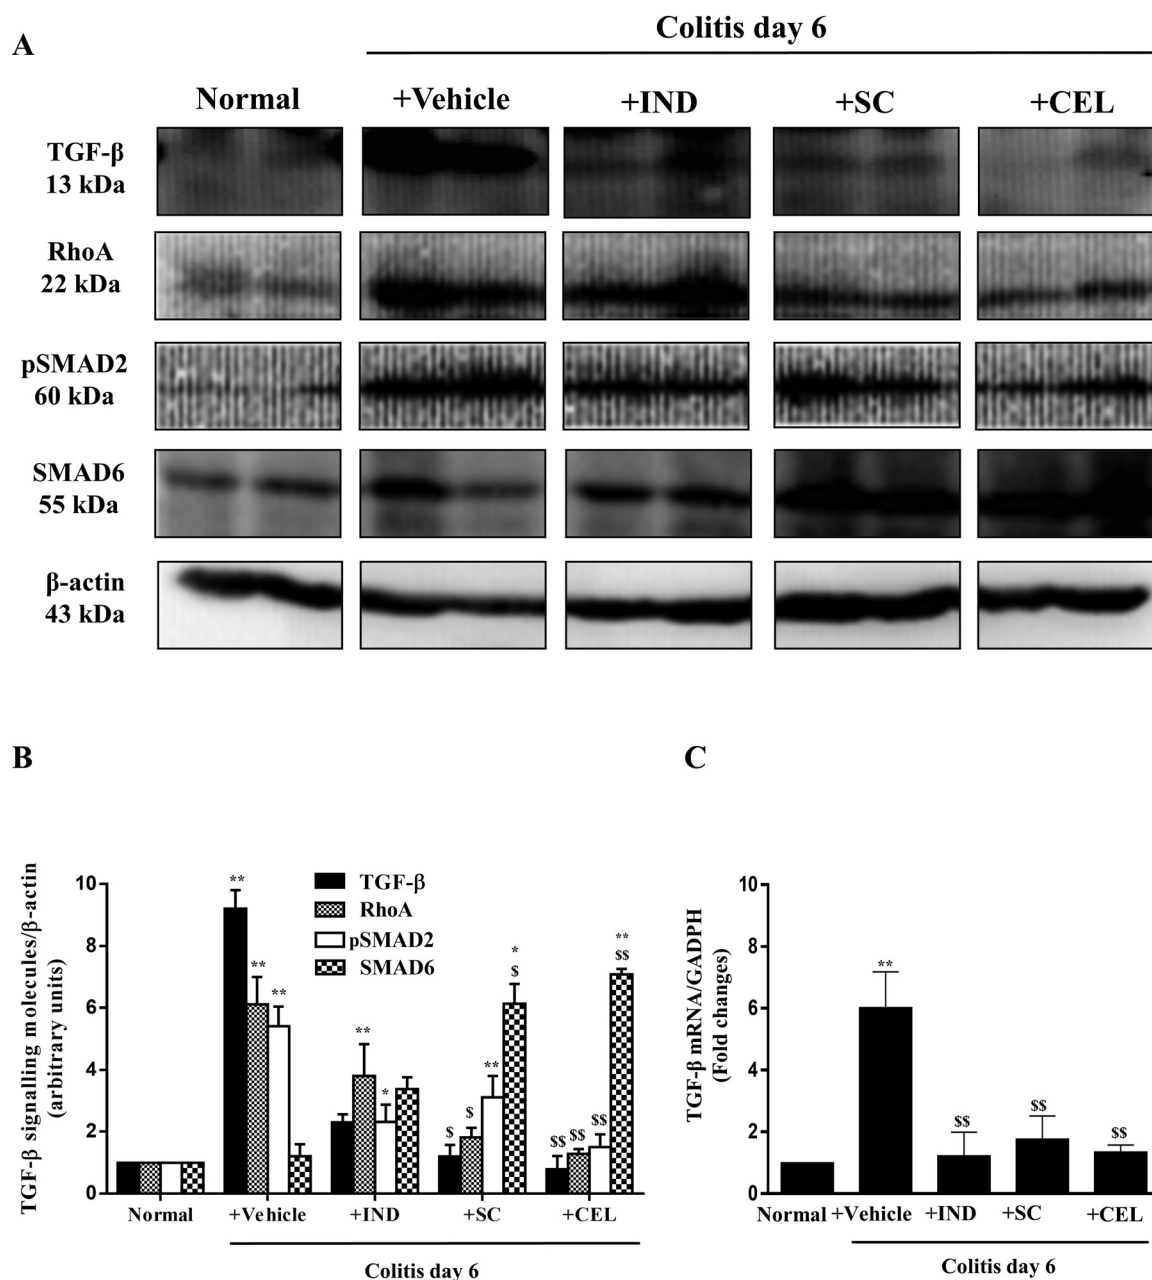 A
Colitis day 6
Normal
+Vehicle
+IND
+SC
+CEL
TGF-β
13 kDa
RhoA
22 kDa
pSMAD2
60 kDa
SMAD6
55 kDa
β-actin
43 kDa
B
TGF-β signalling molecules/β-actin
(arbitrary units)
10
8
6
4
2
0
TGF-β
RhoA
pSMAD2
SMAD6
**
**
**
**
*
$
$
**
*
$
$$
$$
$$
**
$$
Normal
+Vehicle
+IND
+SC
+CEL
Colitis day 6
C
TGF-β mRNA/GADPH
(Fold changes)
10
8
6
4
2
0
**
$$
$$
$$
Normal
+Vehicle
+IND
+SC
+CEL
Colitis day 6